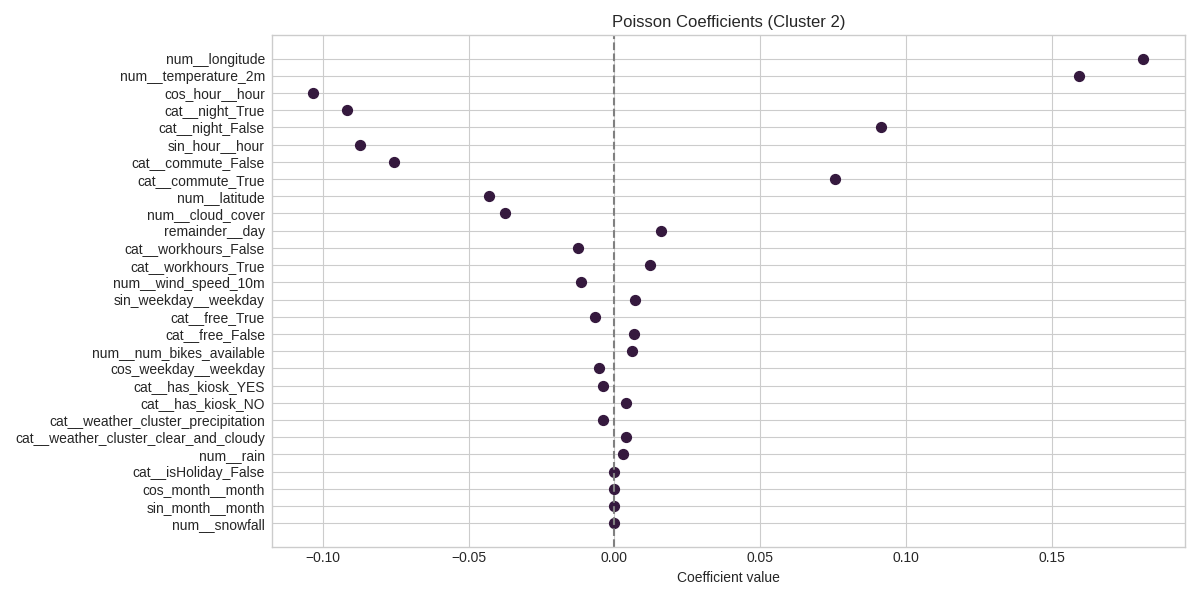 Poisson Coefficients (Cluster 2)
num__longitude
num__temperature_2m
cos_hour__hour
cat__night_True
cat__night_False
sin_hour__hour
cat__commute_False
cat__commute_True
num__latitude
num__cloud_cover
remainder__day
cat__workhours_False
cat__workhours_True
num__wind_speed_10m
sin_weekday__weekday
cat__free_True
cat__free_False
num__num_bikes_available
cos_weekday__weekday
cat__has_kiosk_YES
cat__has_kiosk_NO
cat__weather_cluster_precipitation
cat__weather_cluster_clear_and_cloudy
num__rain
cat__isHoliday_False
cos_month__month
sin_month__month
num__snowfall
−0.10 −0.05 0.00 0.05 0.10 0.15
Coefficient value